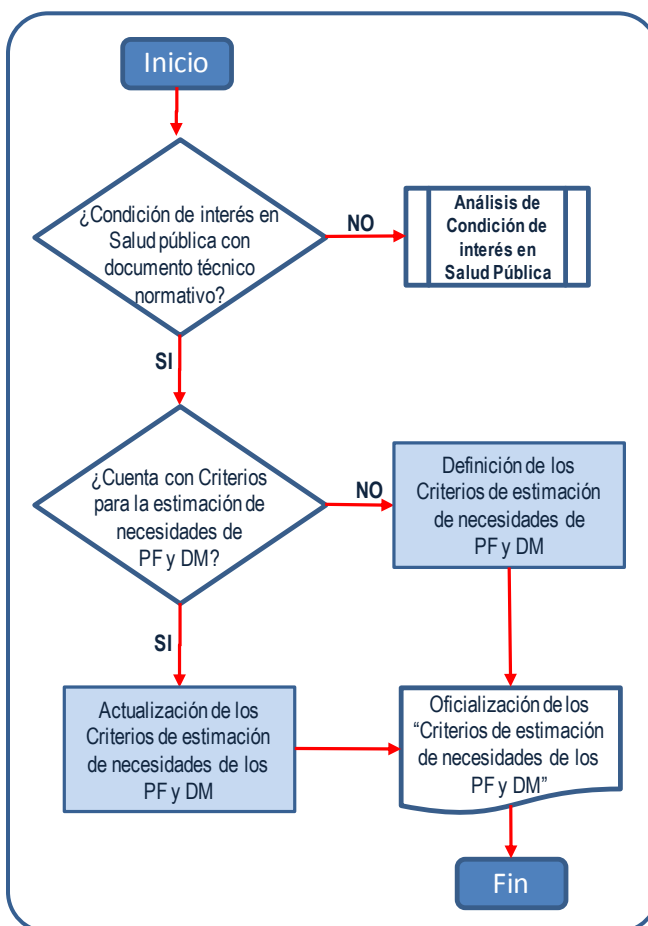 Inicio
¿Condición de interés en
Salud pública con
documento técnico
normativo?
NO
Análisis de
Condición de
interés en
Salud Pública
SI
¿Cuenta con Criterios
para la estimación de
necesidades de
PF y DM?
NO
Definición de los
Criterios de estimación
de necesidades de
PF y DM
SI
Actualización de los
Criterios de estimación
de necesidades de los
PF y DM
Oficialización de los
“Criterios de estimación
de necesidades de los
PF y DM”
Fin